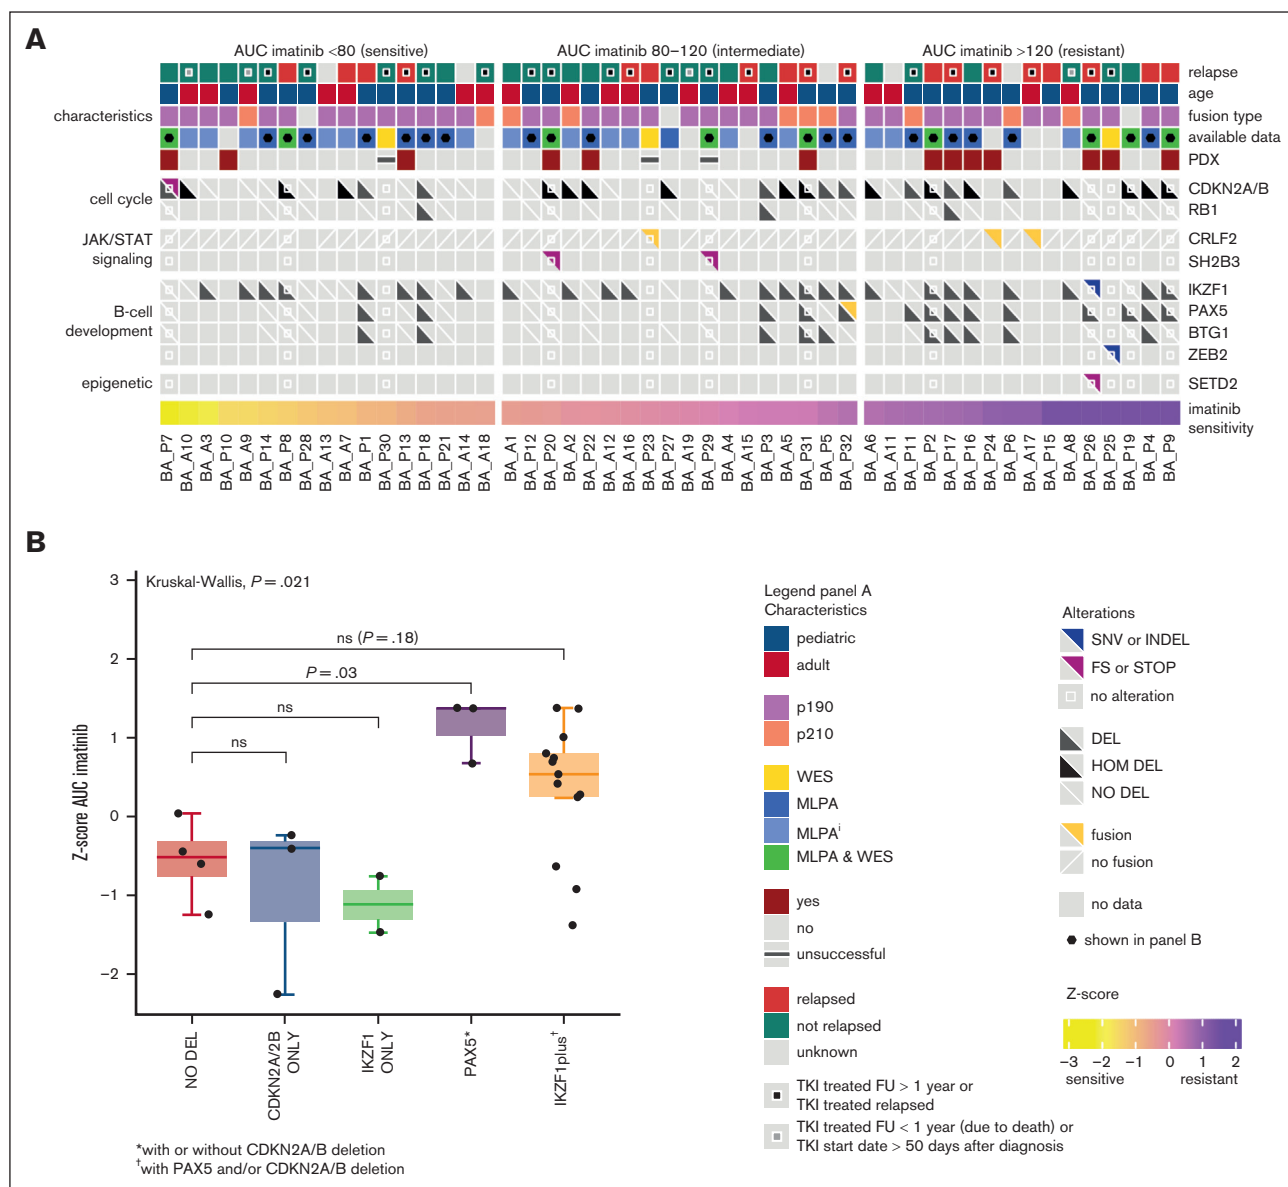 A
AUC imatinib <80 (sensitive)
AUC imatinib 80–120 (intermediate)
AUC imatinib >120 (resistant)
relapse
age
characteristics
fusion type
available data
PDX
cell cycle
CDKN2A/B
RB1
JAK/STAT
signaling
CRLF2
SH2B3
B-cell
development
IKZF1
PAX5
BTG1
ZEB2
epigenetic
SETD2
imatinib
sensitivity
BA_P7
BA_A10
BA_A3
BA_P10
BA_A9
BA_P14
BA_P8
BA_P28
BA_A13
BA_A7
BA_P1
BA_P30
BA_P13
BA_P18
BA_P21
BA_A14
BA_A18
BA_A1
BA_P12
BA_P20
BA_A2
BA_P22
BA_A12
BA_A16
BA_P23
BA_P27
BA_A19
BA_P29
BA_A4
BA_A15
BA_P3
BA_A5
BA_P31
BA_P5
BA_P32
BA_A6
BA_A11
BA_P11
BA_P2
BA_P17
BA_P16
BA_P24
BA_P6
BA_A17
BA_P15
BA_A8
BA_P26
BA_P25
BA_P19
BA_P4
BA_P9
B
Kruskal-Wallis, P = .021
ns (P = .18)
P = .03
ns
ns
Z-score AUC imatinib
3
2
1
0
−1
−2
NO DEL
CDKN2A/2B
ONLY
IKZF1
ONLY
PAX5*
IKZF1plus†
*with or without CDKN2A/B deletion
†with PAX5 and/or CDKN2A/B deletion
Legend panel A
Characteristics
pediatric
adult
p190
p210
WES
MLPA
MLPAi
MLPA & WES
yes
no
unsuccessful
relapsed
not relapsed
unknown
TKI treated FU > 1 year or
TKI treated relapsed
TKI treated FU < 1 year (due to death) or
TKI start date > 50 days after diagnosis
Alterations
SNV or INDEL
FS or STOP
no alteration
DEL
HOM DEL
NO DEL
fusion
no fusion
no data
shown in panel B
Z-score
−3 −2 −1 0 1 2
sensitive resistant